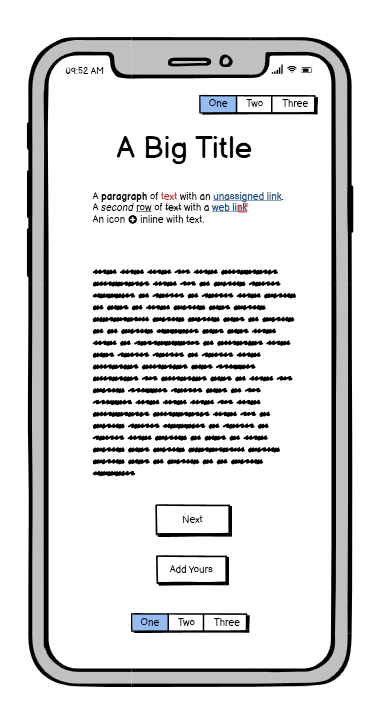 09:52 AM
One Two Three
A Big Title
A paragraph of text with an unassigned link.
A second row of text with a web link
An icon inline with text.
Next
Add Yours
One Two Three